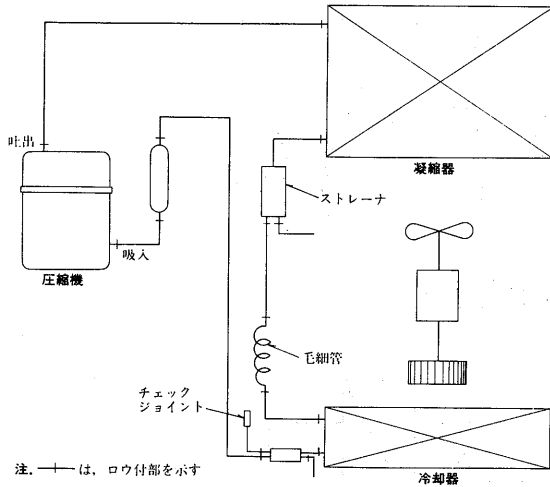 吐出
凝縮器
ストレーナ
吸入
圧縮機
毛細管
チェック
ジョイント
注. は，ロウ付部を示す
冷却器